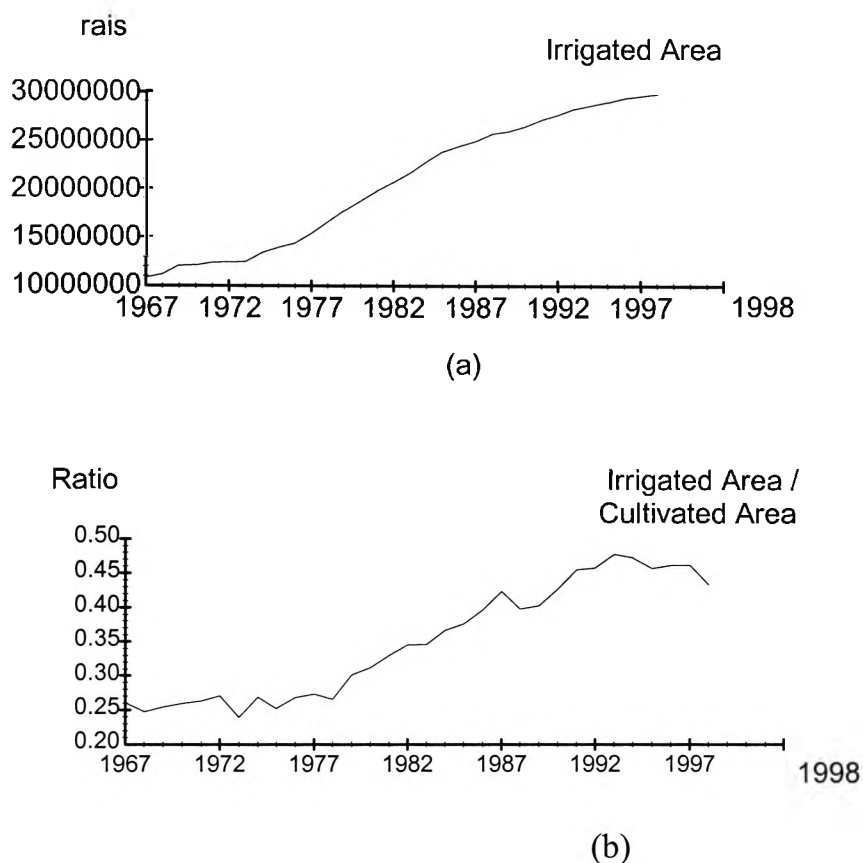 rais
Irrigated Area
30000000
25000000
20000000
15000000
10000000
1967 1972 1977 1982 1987 1992 1997 1998
(a)
Ratio
Irrigated Area /
Cultivated Area
0.50
0.45
0.40
0.35
0.30
0.25
0.20
1967 1972 1977 1982 1987 1992 1997 1998
(b)